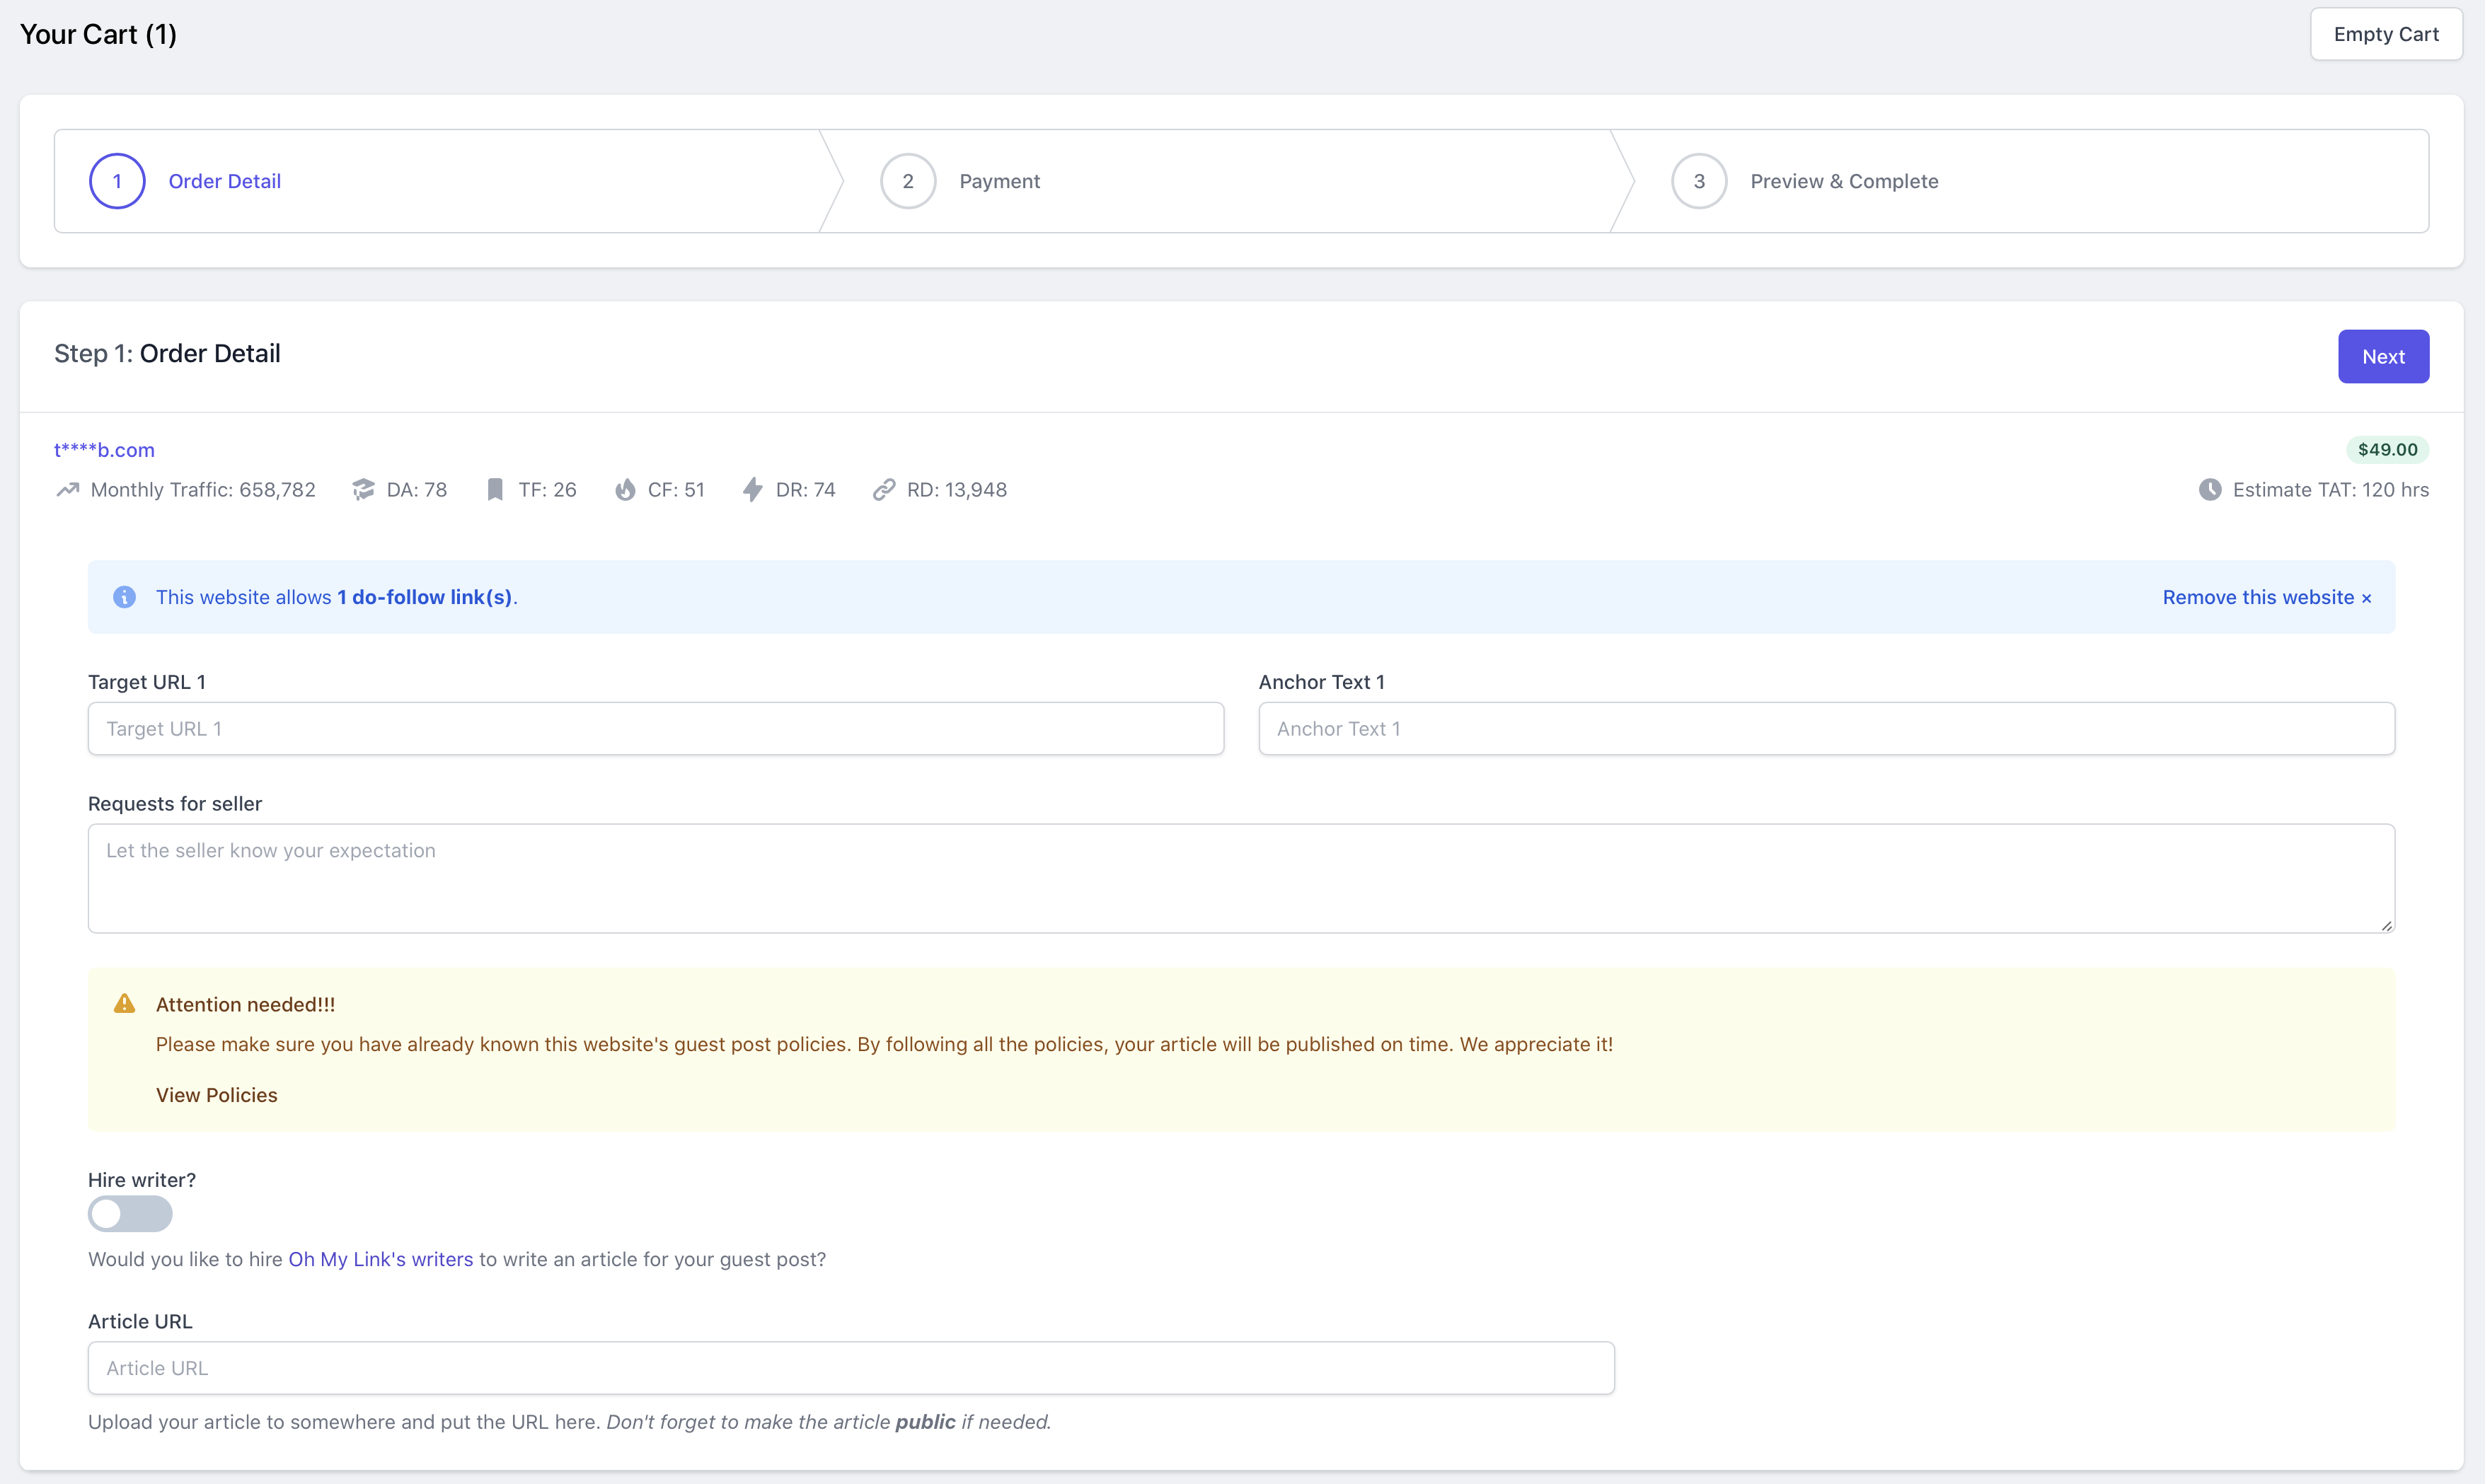 Your Cart (1)
Empty Cart
1 Order Detail
2 Payment
3 Preview & Complete
Step 1: Order Detail
Next
t****b.com
$49.00
Monthly Traffic: 658,782 DA: 78 TF: 26 CF: 51 DR: 74 RD: 13,948
Estimate TAT: 120 hrs
This website allows 1 do-follow link(s).
Remove this website ×
Target URL 1
Anchor Text 1
Target URL 1
Anchor Text 1
Requests for seller
Let the seller know your expectation
Attention needed!!!
Please make sure you have already known this website's guest post policies. By following all the policies, your article will be published on time. We appreciate it!
View Policies
Hire writer?
Would you like to hire Oh My Link's writers to write an article for your guest post?
Article URL
Article URL
Upload your article to somewhere and put the URL here. Don't forget to make the article public if needed.